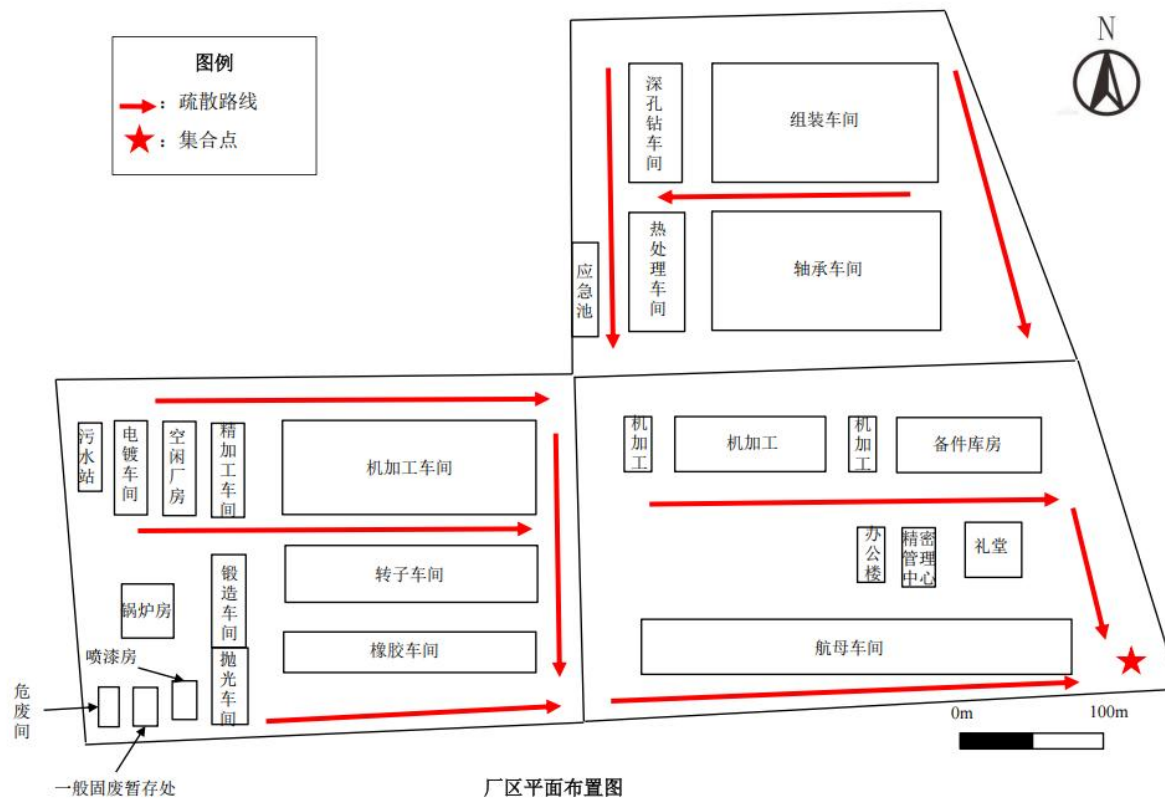 图例
：疏散路线
：集合点
N
深孔钻车间
组装车间
热处理车间
轴承车间
应急池
污水站
电镀车间
空闲厂房
精加工车间
机加工车间
机加工
机加工
机加工
备件库房
办公楼
精密管理中心
礼堂
锻造车间
转子车间
锅炉房
橡胶车间
航母车间
喷漆房
抛光车间
危废间
0m
100m
一般固废暂存处
厂区平面布置图